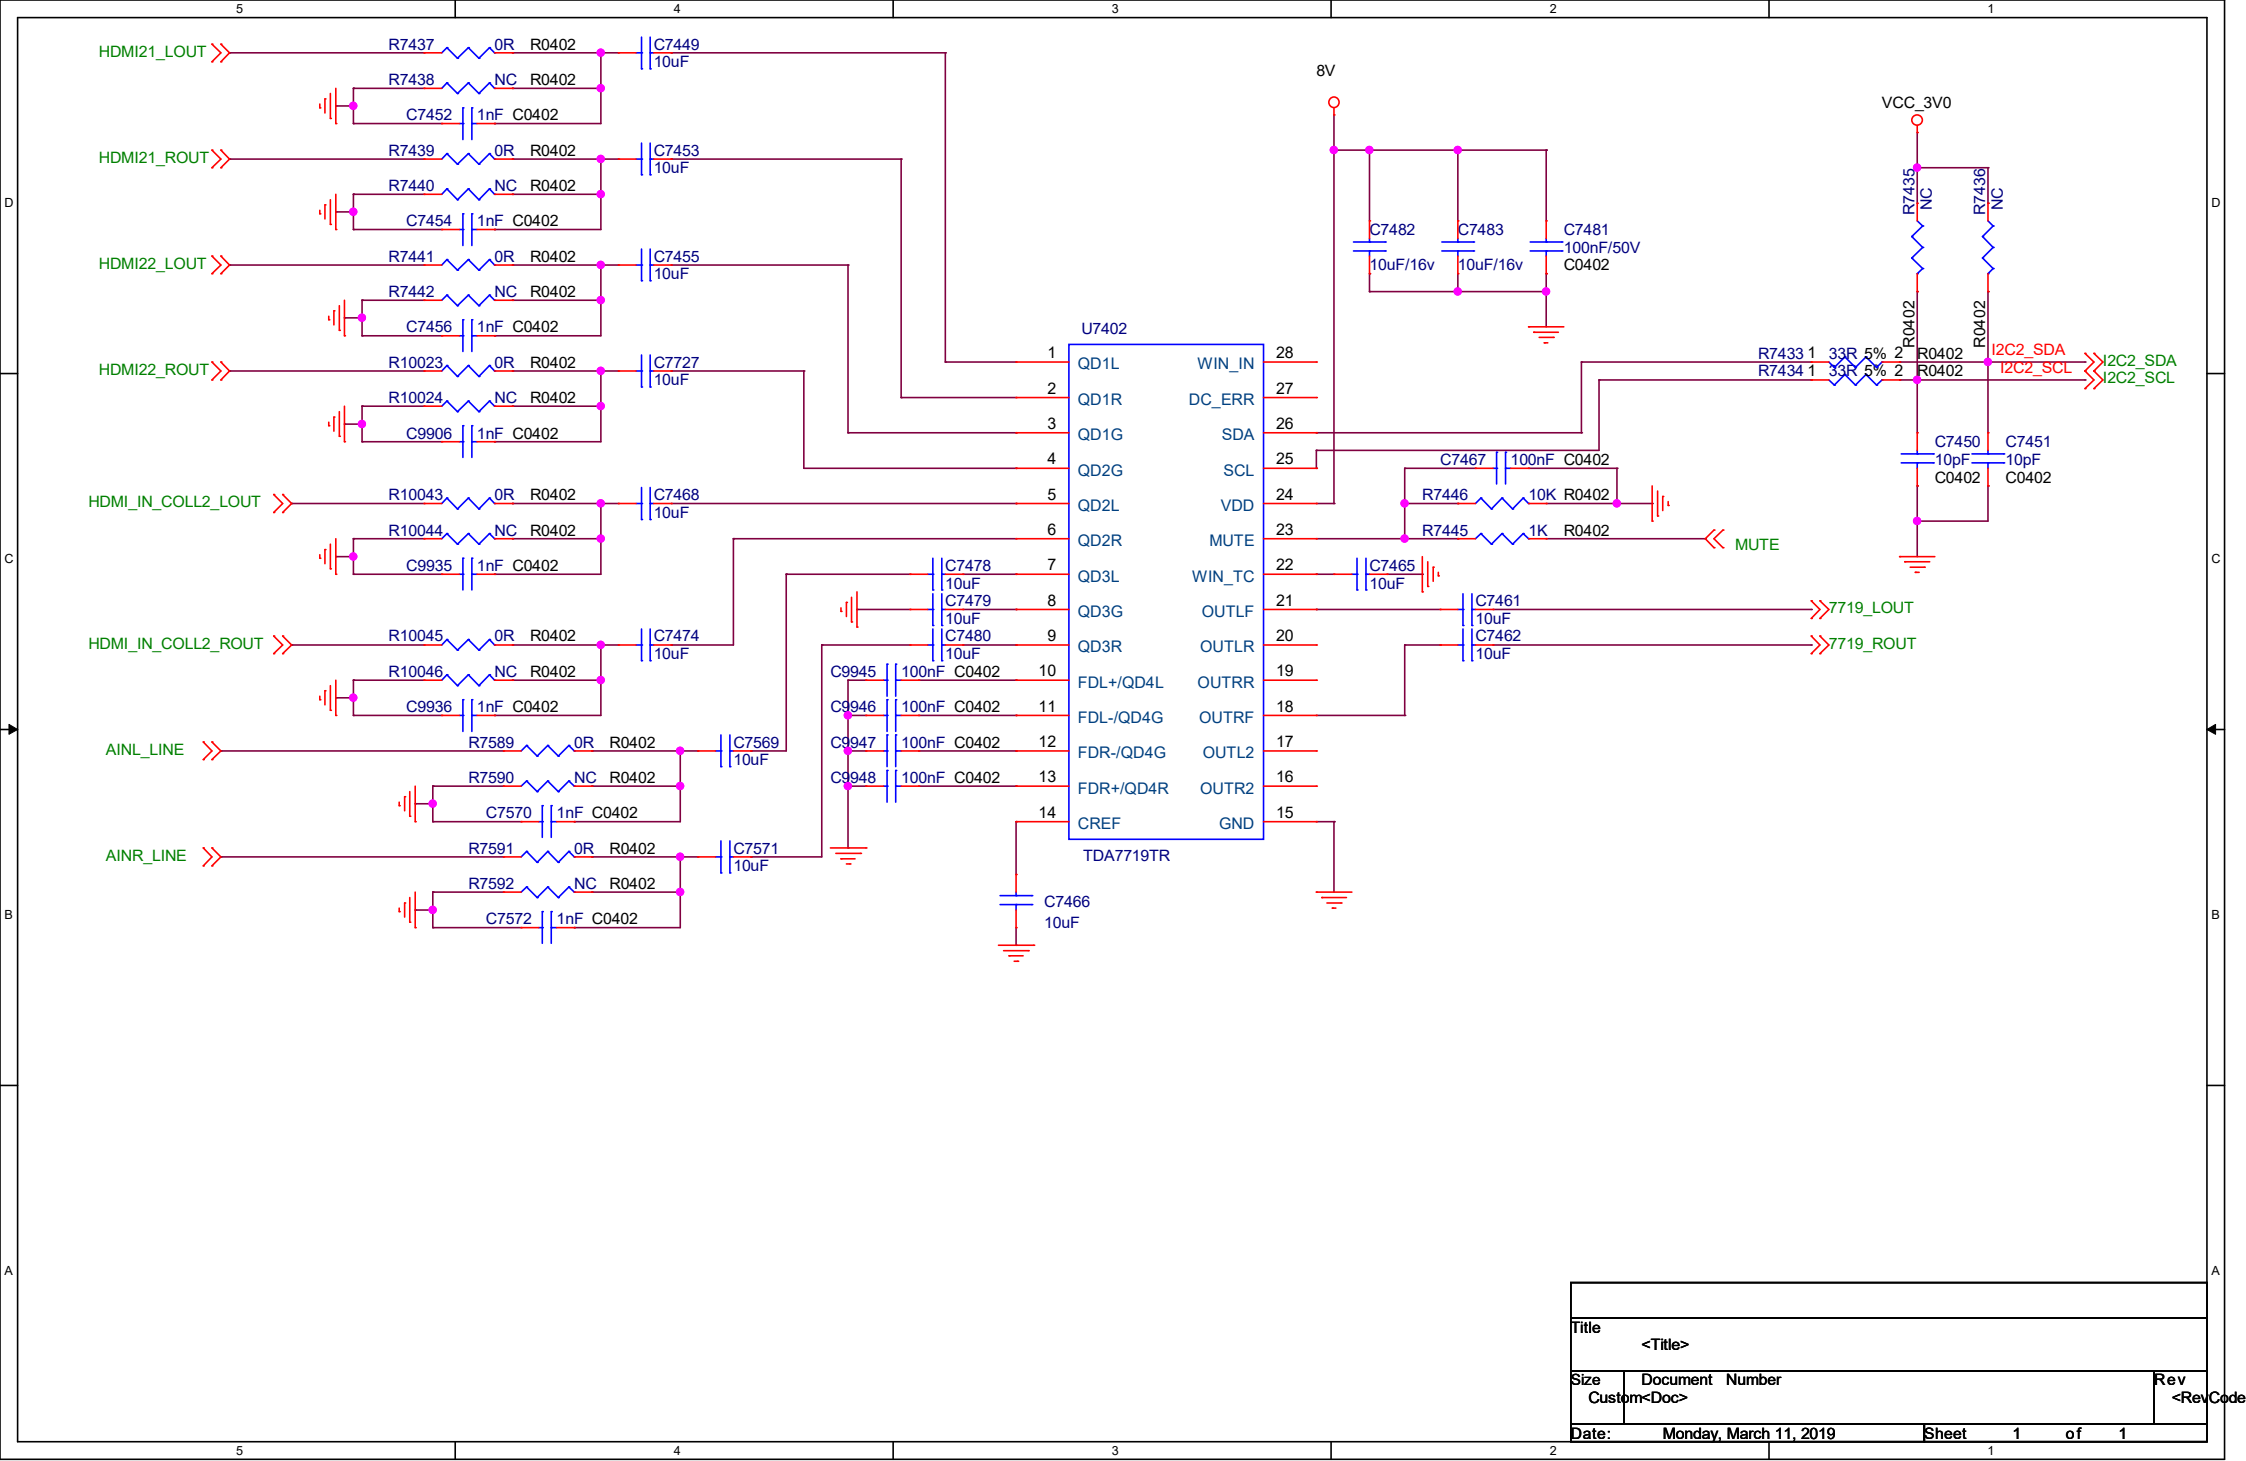 5 4 3 2 1
HDMI21_LOUT R7437 0R R0402 C7449 10uF
R7438 NC R0402
C7452 1nF C0402
HDMI21_ROUT R7439 0R R0402 C7453 10uF
R7440 NC R0402
C7454 1nF C0402
HDMI22_LOUT R7441 0R R0402 C7455 10uF
R7442 NC R0402
C7456 1nF C0402
HDMI22_ROUT R10023 0R R0402 C7727 10uF
R10024 NC R0402
C9906 1nF C0402
HDMI_IN_COLL2_LOUT R10043 0R R0402 C7468 10uF
R10044 NC R0402
C9935 1nF C0402
HDMI_IN_COLL2_ROUT R10045 0R R0402 C7474 10uF
R10046 NC R0402
C9936 1nF C0402
AINL_LINE R7589 0R R0402 C7569 10uF
R7590 NC R0402
C7570 1nF C0402
AINR_LINE R7591 0R R0402 C7571 10uF
R7592 NC R0402
C7572 1nF C0402
C7478 10uF
C7479 10uF
C7480 10uF
C9945 100nF C0402
C9946 100nF C0402
C9947 100nF C0402
C9948 100nF C0402
C7466
10uF
U7402
1 QD1L WIN_IN 28
2 QD1R DC_ERR 27
3 QD1G SDA 26
4 QD2G SCL 25
5 QD2L VDD 24
6 QD2R MUTE 23
7 QD3L WIN_TC 22
8 QD3G OUTLF 21
9 QD3R OUTLR 20
10 FDL+/QD4L OUTRR 19
11 FDL-/QD4G OUTRF 18
12 FDR-/QD4G OUTL2 17
13 FDR+/QD4R OUTR2 16
14 CREF GND 15
TDA7719TR
8V
C7482
10uF/16v
C7483
10uF/16v
C7481
100nF/50V
C0402
VCC_3V0
R7435 NC R0402
R7436 NC R0402
R7433 1 33R 5% 2 R0402 I2C2_SDA I2C2_SDA
R7434 1 33R 5% 2 R0402 I2C2_SCL I2C2_SCL
C7450
10pF
C0402
C7451
10pF
C0402
C7467 100nF C0402
R7446 10K R0402
R7445 1K R0402 MUTE
C7465
10uF
C7461 7719_LOUT
10uF
C7462 7719_ROUT
10uF
D D
C C
B B
A A
Title
<Title>
Size Document Number Rev
Custom <Doc> <RevCode
Date: Monday, March 11, 2019 Sheet 1 of 1
5 4 3 2 1